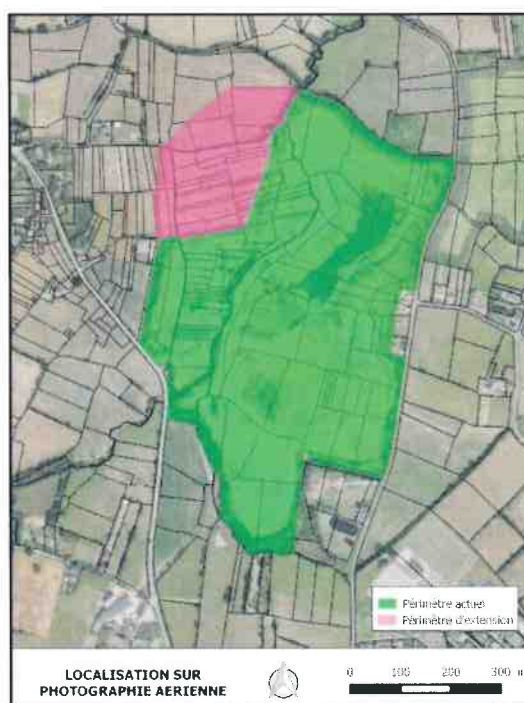 Périmètre actuel
Périmètre d'extension
LOCALISATION SUR
PHOTOGRAPHIE AERIENNE
0 100 200 300 m